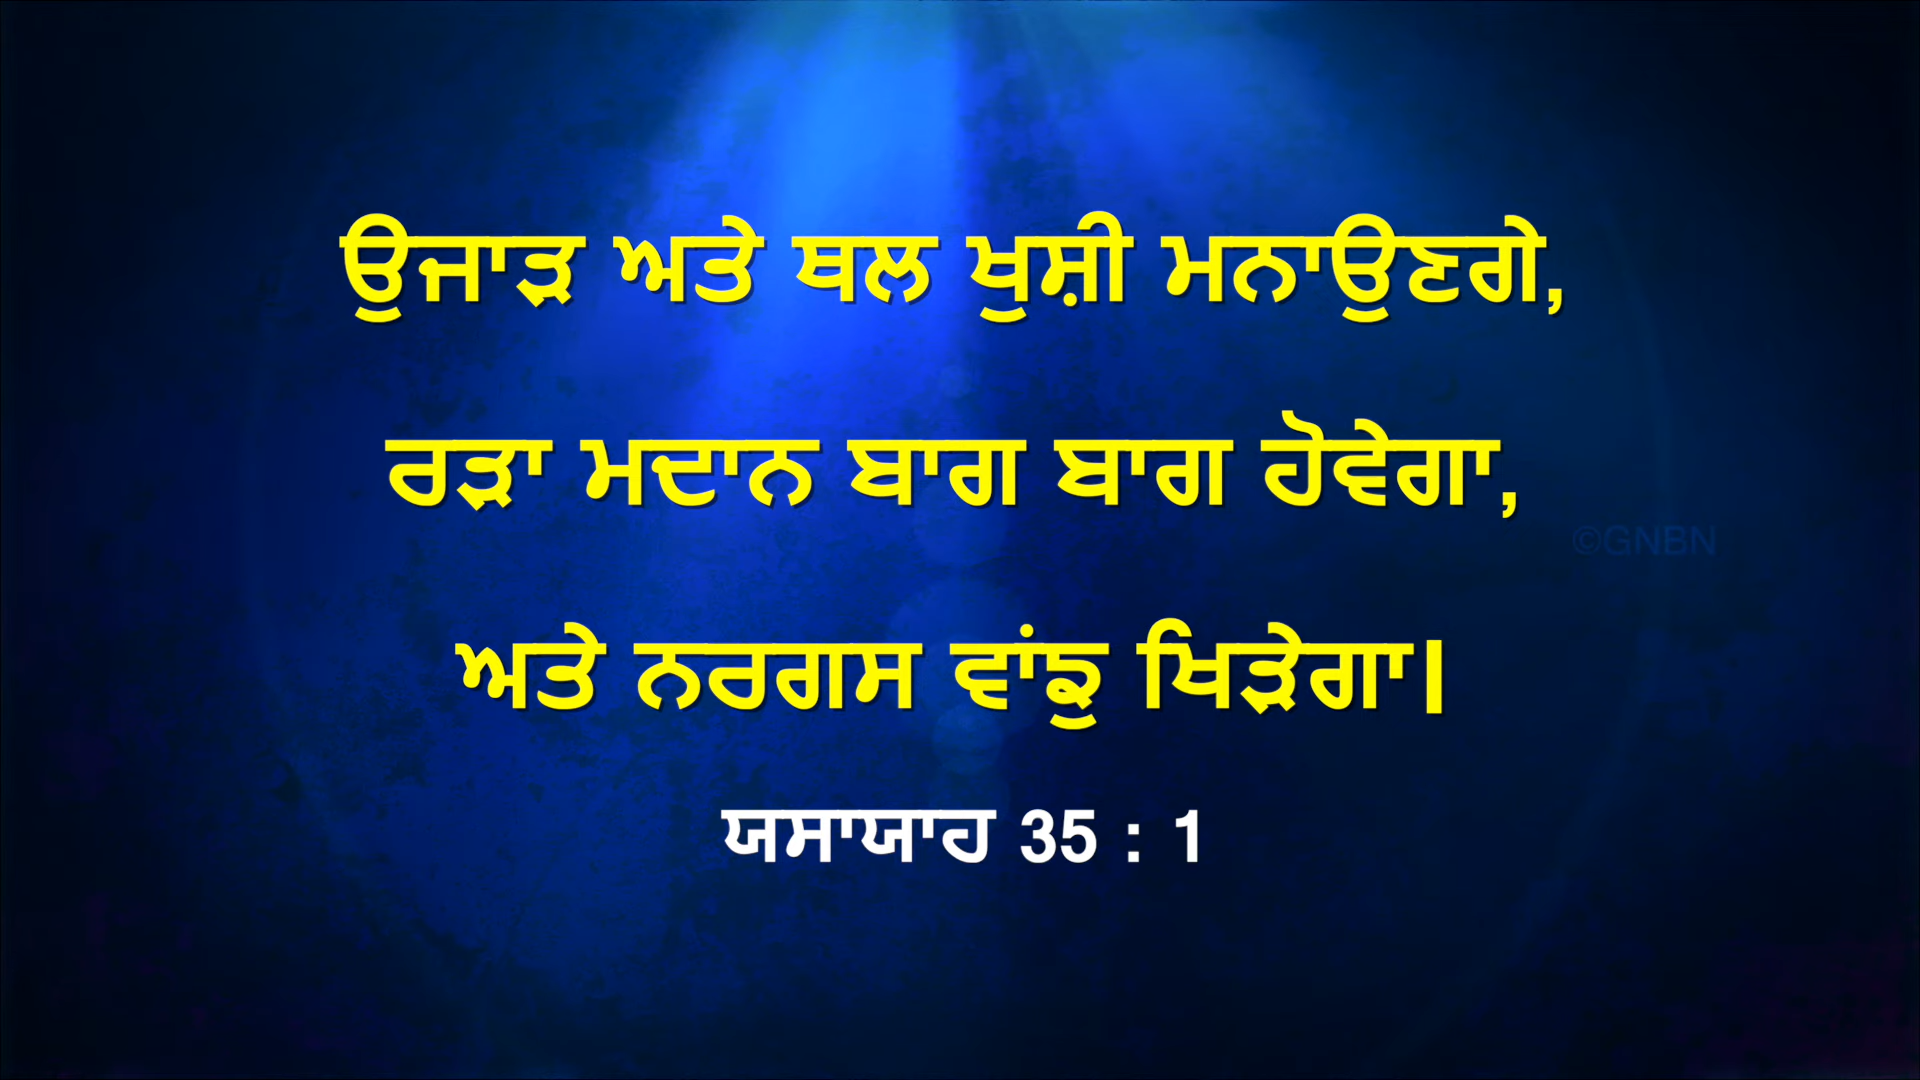 ਉਜਾੜ ਅਤੇ ਥਲ ਖੁਸ਼ੀ ਮਨਾਉਣਗੇ,
ਰੜਾ ਮਦਾਨ ਬਾਗ ਬਾਗ ਹੋਵੇਗਾ,
©GNBN
ਅਤੇ ਨਰਗਸ ਵਾਂਙੁ ਖਿੜੇਗਾ।
ਯਸਾਯਾਹ 35 : 1